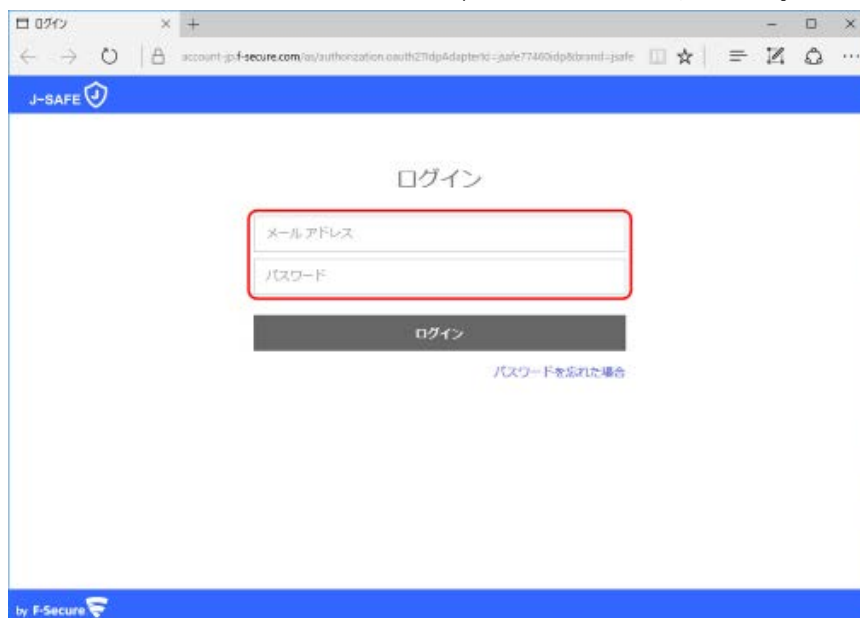 ログイン
account-jp.f-secure.com/as/authorization.oauth2?IdpAdapterId=jsafe77460idp&brand=jsafe
J-SAFE
ログイン
メール アドレス
パスワード
ログイン
パスワードを忘れた場合
by F-Secure